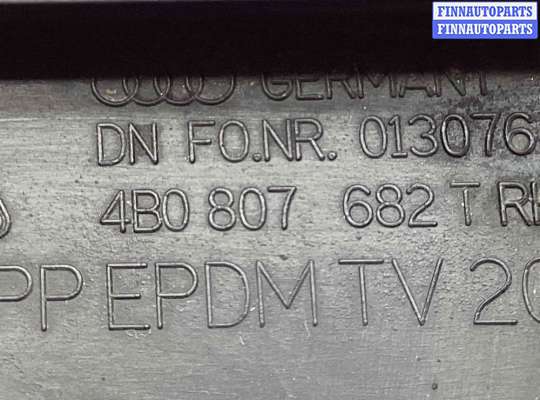 FINNAUTOPARTS
FINNAUTOPARTS
GERMANY
DN FO.NR. 013076
4B0 807 682 T
PP EPDM TV 20